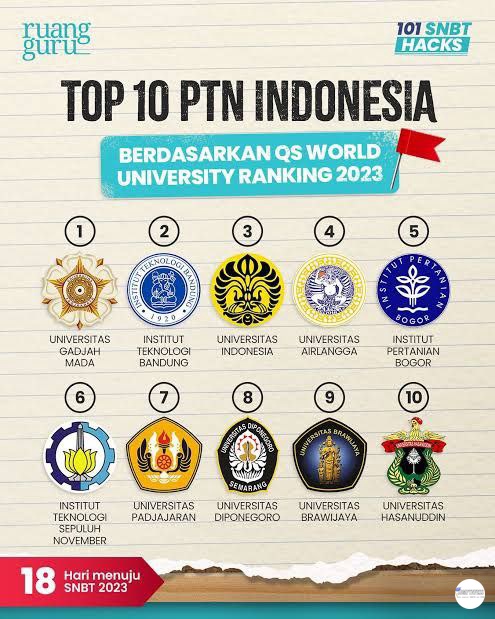 ruang
guru
101 SNBT
HACKS
TOP 10 PTN INDONESIA
BERDASARKAN QS WORLD
UNIVERSITY RANKING 2023
1
2
3
4
5
INSTITUT TEKNOLOGI BANDUNG
1920
INSTITUT PERTANIAN
BOGOR
UNIVERSITAS
GADJAH
MADA
INSTITUT
TEKNOLOGI
BANDUNG
UNIVERSITAS
INDONESIA
UNIVERSITAS
AIRLANGGA
INSTITUT
PERTANIAN
BOGOR
6
7
8
9
10
UNIVERSITAS DIPONEGORO
SEMARANG
UNIVERSITAS BRAWIJAYA
UNIVERSITAS HASANUDDIN
INSTITUT
TEKNOLOGI
SEPULUH
NOVEMBER
UNIVERSITAS
PADJAJARAN
UNIVERSITAS
DIPONEGORO
UNIVERSITAS
BRAWIJAYA
UNIVERSITAS
HASANUDDIN
18
Hari menuju
SNBT 2023